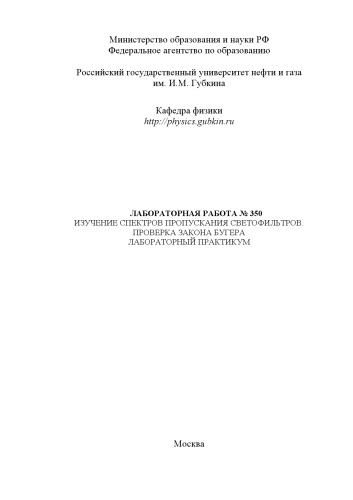 Министерство образования и науки РФ
Федеральное агентство по образованию
Российский государственный университет нефти и газа
им. И.М. Губкина
Кафедра физики
http://physics.gubkin.ru
ЛАБОРАТОРНАЯ РАБОТА № 350
ИЗУЧЕНИЕ СПЕКТРОВ ПРОПУСКАНИЯ СВЕТОФИЛЬТРОВ.
ПРОВЕРКА ЗАКОНА БУГЕРА
ЛАБОРАТОРНЫЙ ПРАКТИКУМ
Москва